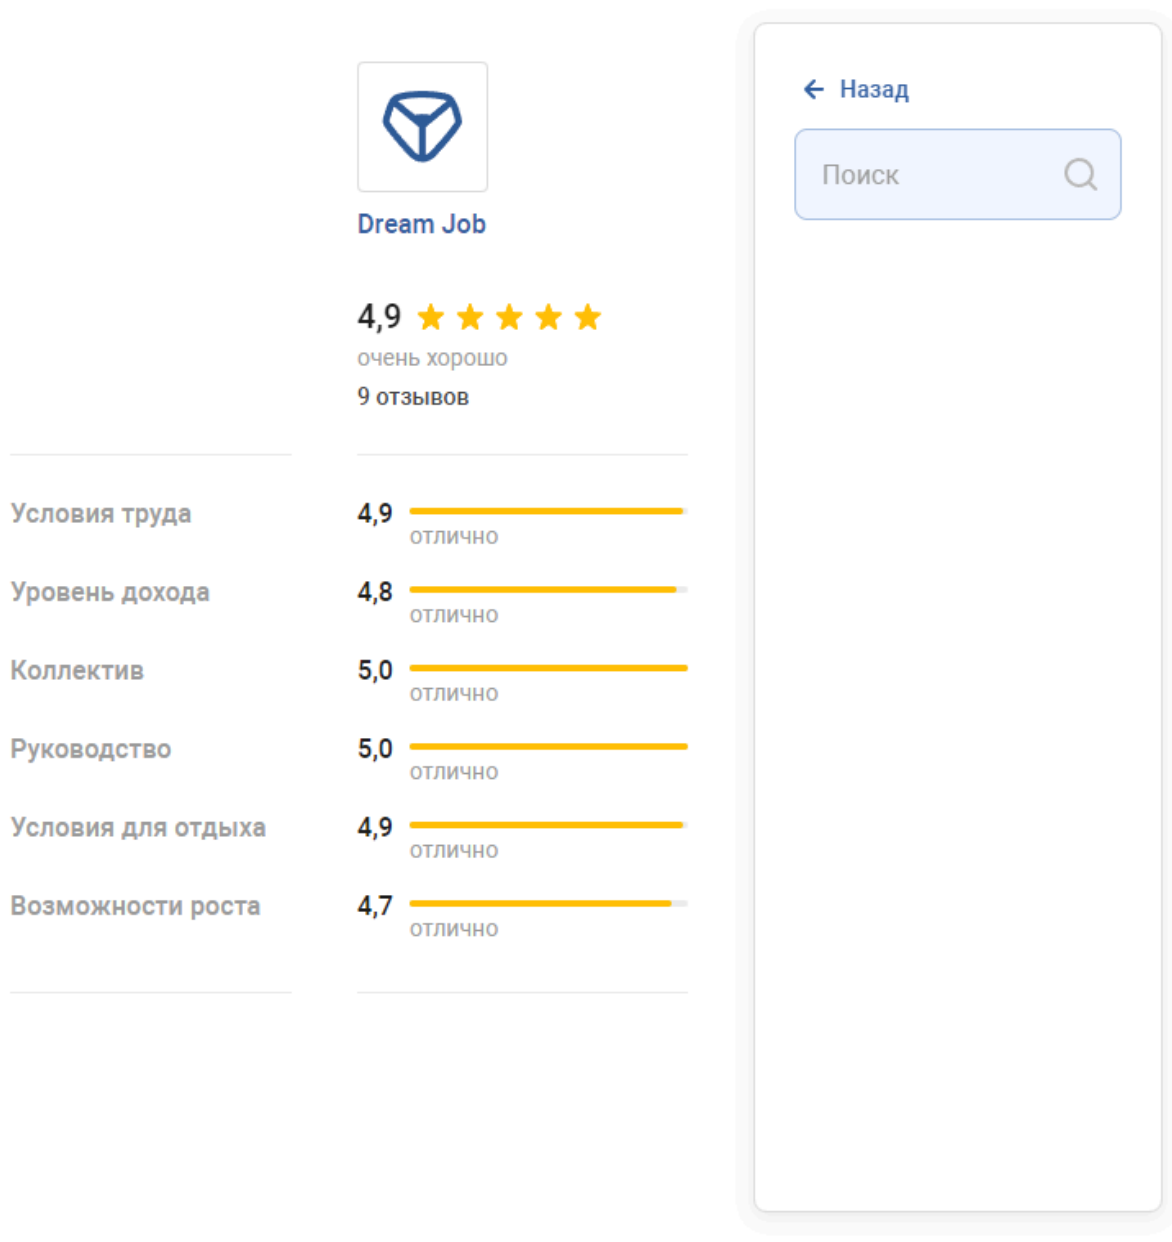 Dream Job
4,9
очень хорошо
9 отзывов
Условия труда
4,9
отлично
Уровень дохода
4,8
отлично
Коллектив
5,0
отлично
Руководство
5,0
отлично
Условия для отдыха
4,9
отлично
Возможности роста
4,7
отлично
Назад
Поиск